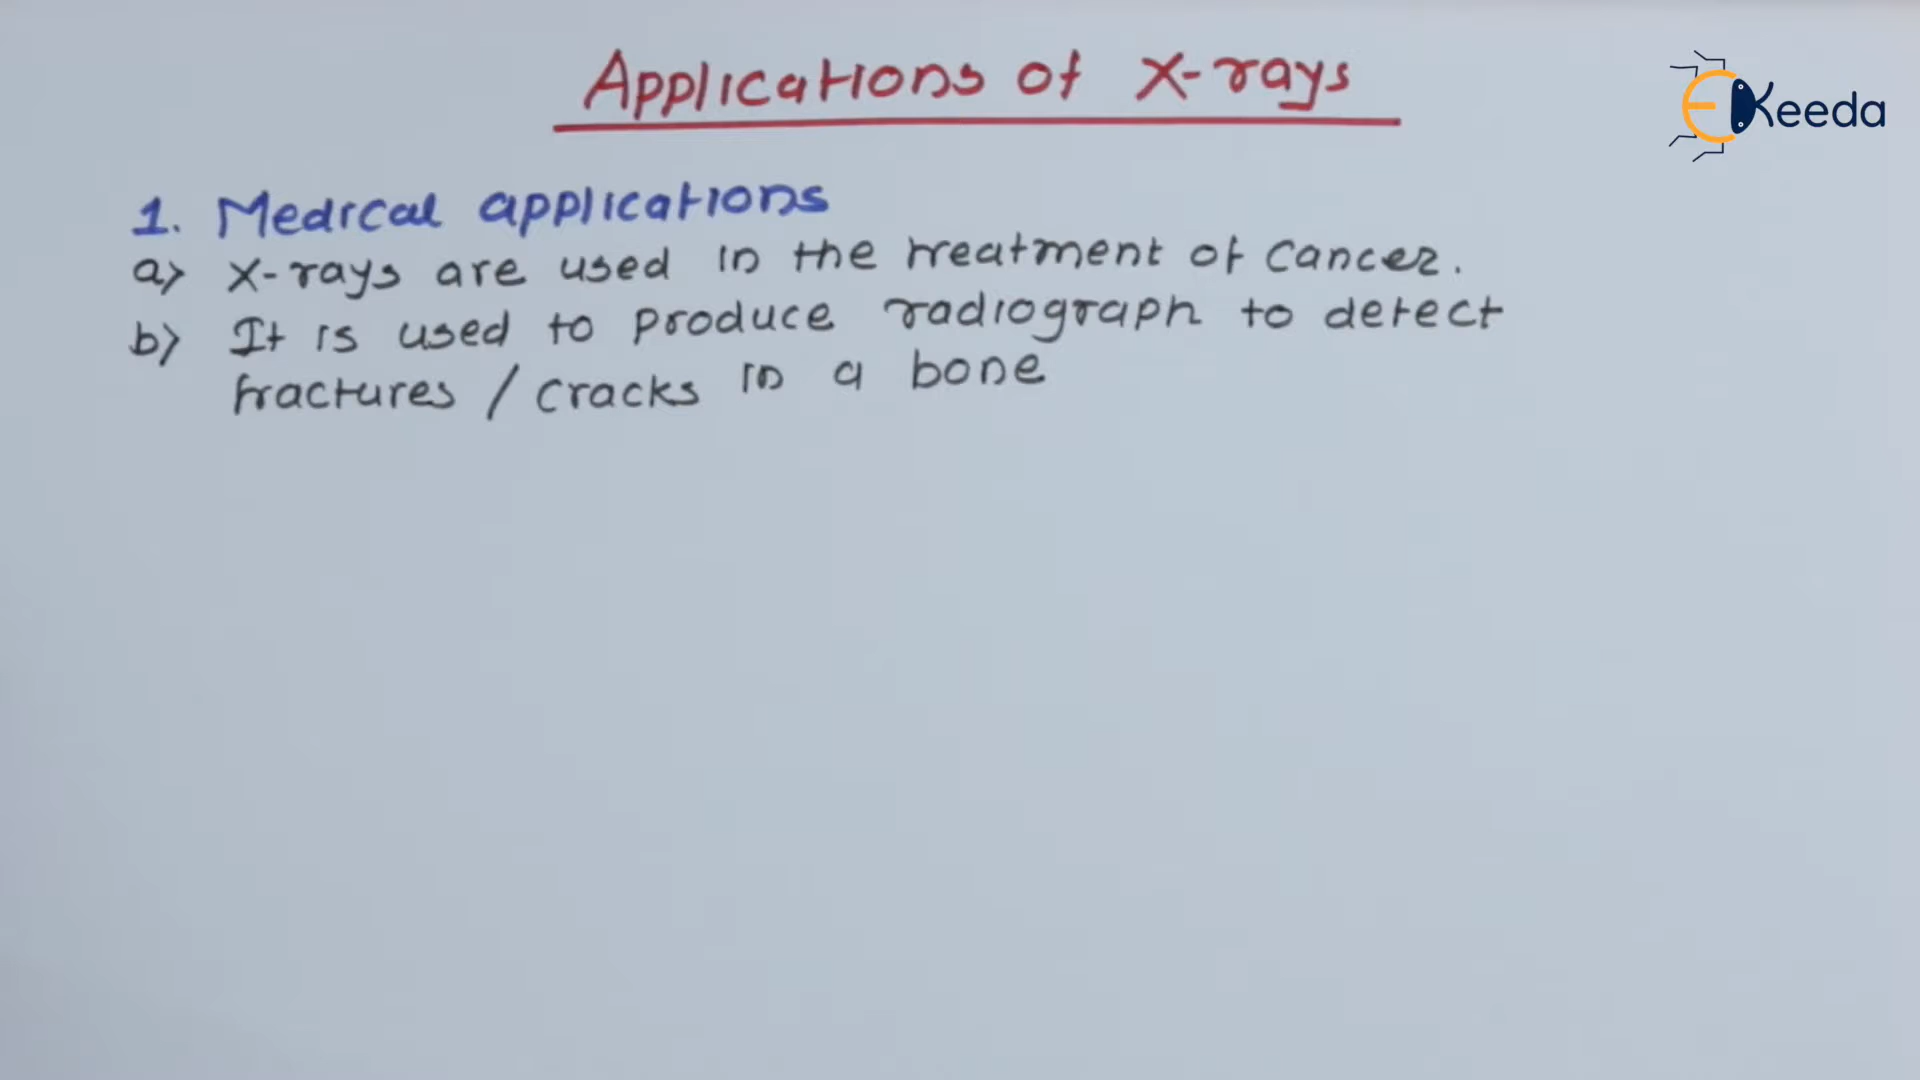 Applications of X-rays
EKeeda
1. Medical applications
a) X-rays are used in the treatment of Cancer.
b) It is used to produce radiograph to detect
fractures / cracks in a bone